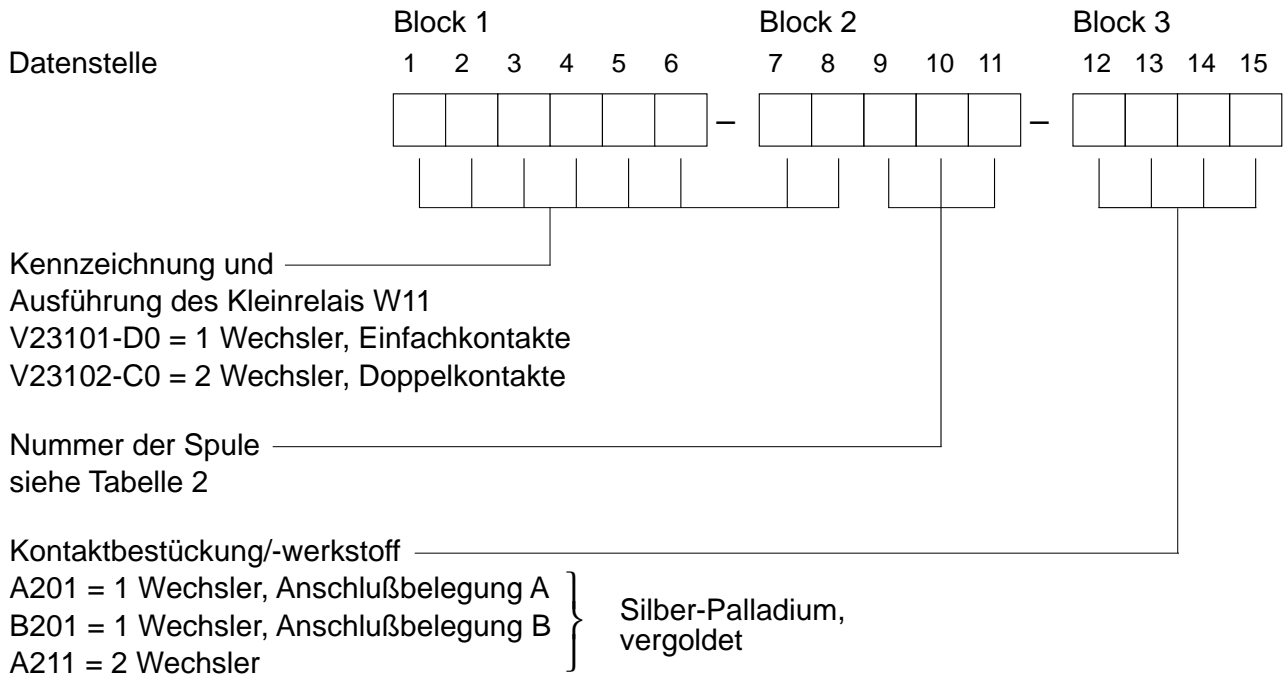 Block 1 Block 2 Block 3
Datenstelle 1 2 3 4 5 6 7 8 9 10 11 12 13 14 15
– –
Kennzeichnung und
Ausführung des Kleinrelais W11
V23101-D0 = 1 Wechsler, Einfachkontakte
V23102-C0 = 2 Wechsler, Doppelkontakte
Nummer der Spule
siehe Tabelle 2
Kontaktbestückung/-werkstoff
A201 = 1 Wechsler, Anschlußbelegung A
B201 = 1 Wechsler, Anschlußbelegung B
A211 = 2 Wechsler
Silber-Palladium,
vergoldet